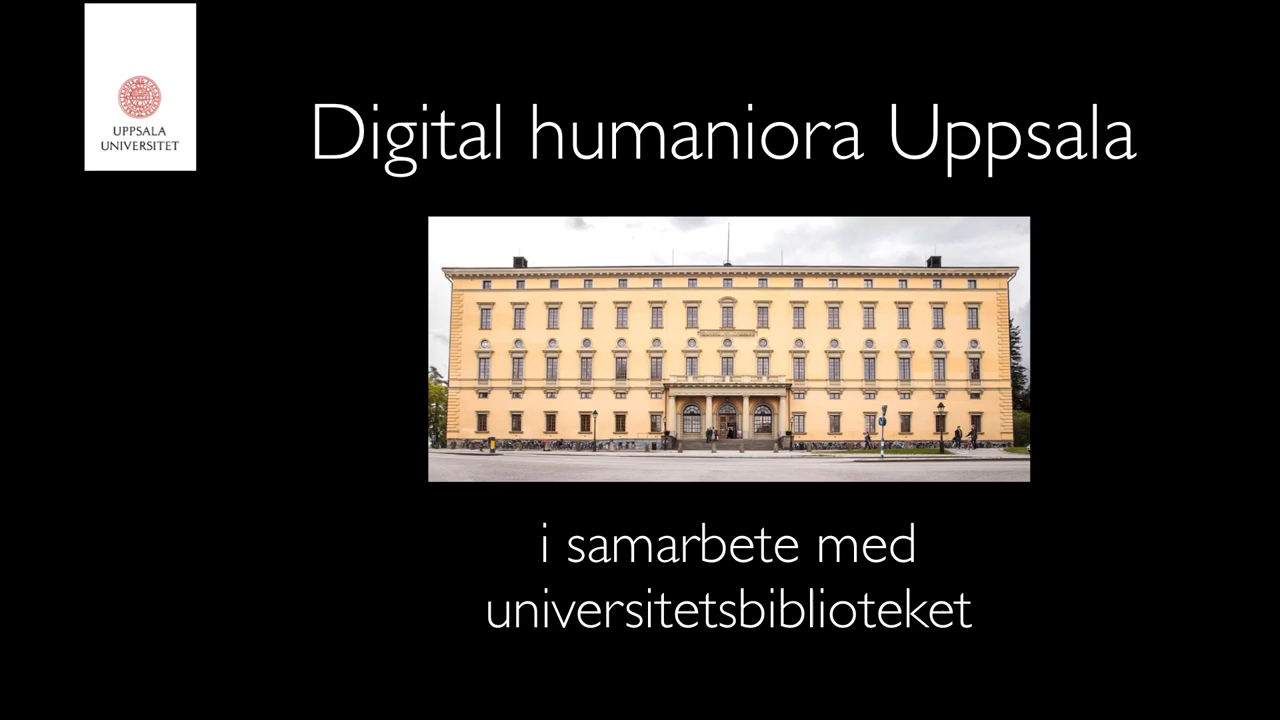 UPPSALA
UNIVERSITET
Digital humaniora Uppsala
i samarbete med
universitetsbiblioteket